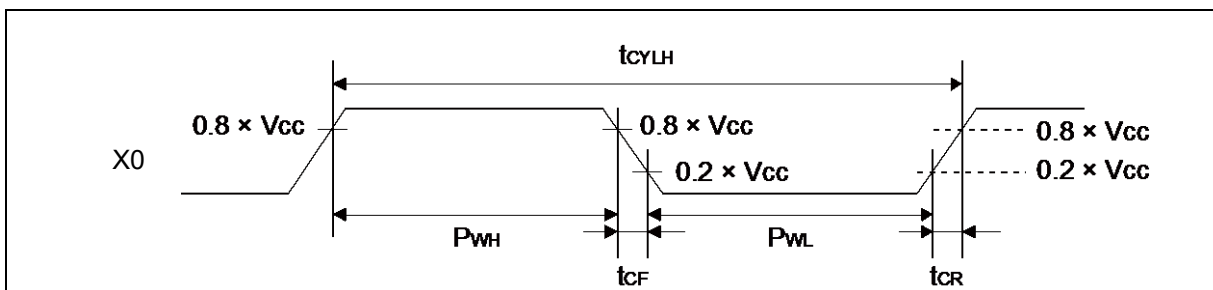 tCYLH
0.8 × Vcc
0.8 × Vcc
0.8 × Vcc
X0
0.2 × Vcc
0.2 × Vcc
PWH
PWL
tCF
tCR